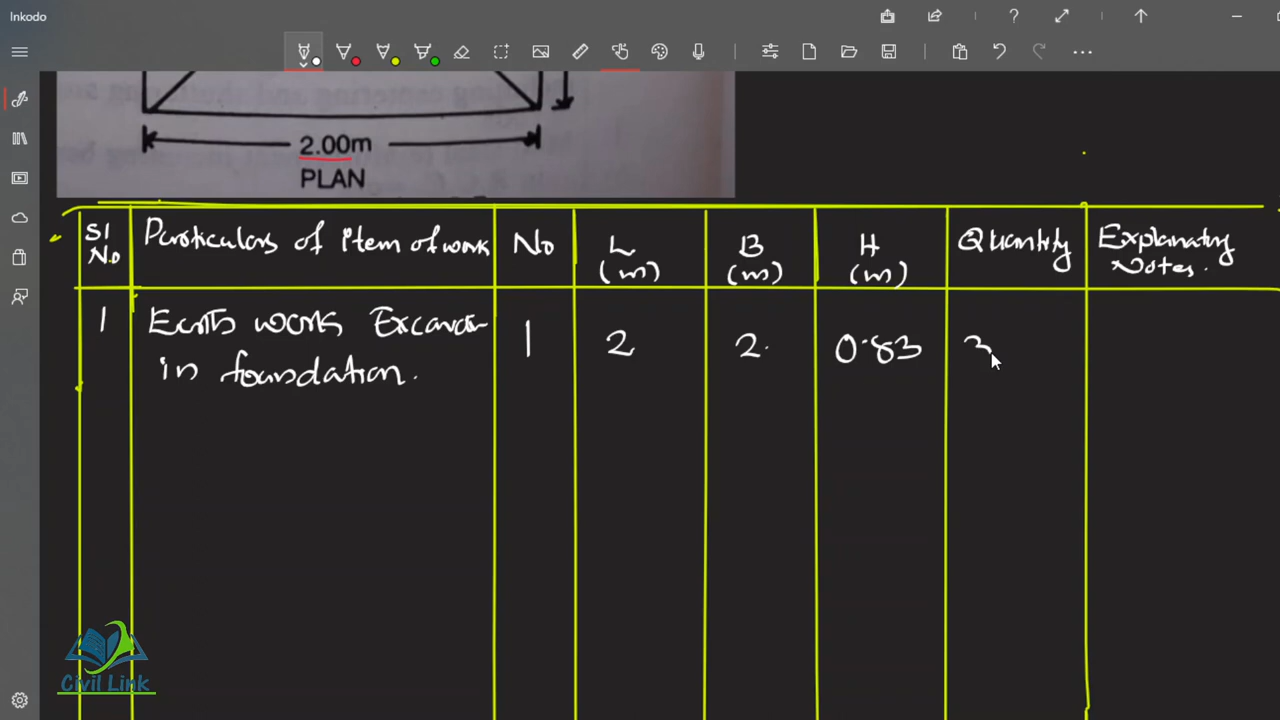 Inkodo
2.00m
PLAN
Sl No
Particulars of item of work
No
L (m)
B (m)
H (m)
Quantity
Explanatory Notes.
1
Earth works Excavation in foundation.
1
2
2.
0.83
3
Civil Link